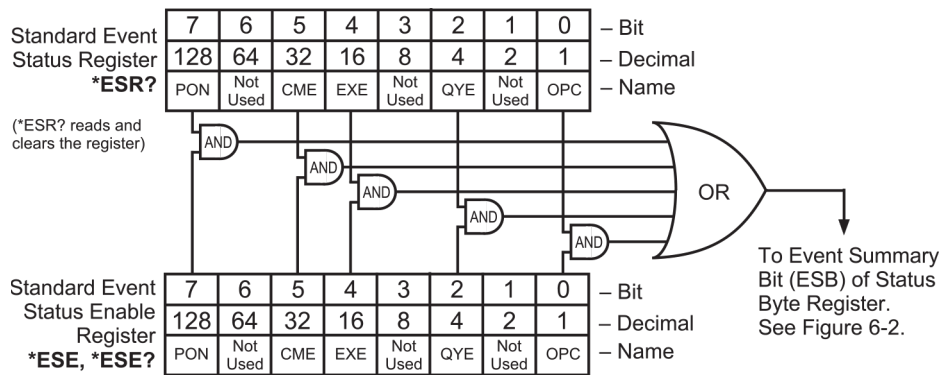 Standard Event
Status Register
*ESR?
7 6 5 4 3 2 1 0 – Bit
128 64 32 16 8 4 2 1 – Decimal
PON Not Used CME EXE Not Used QYE Not Used OPC – Name
(*ESR? reads and
clears the register)
AND
AND
AND
AND
AND
OR
To Event Summary
Bit (ESB) of Status
Byte Register.
See Figure 6-2.
Standard Event
Status Enable
Register
*ESE, *ESE?
7 6 5 4 3 2 1 0 – Bit
128 64 32 16 8 4 2 1 – Decimal
PON Not Used CME EXE Not Used QYE Not Used OPC – Name